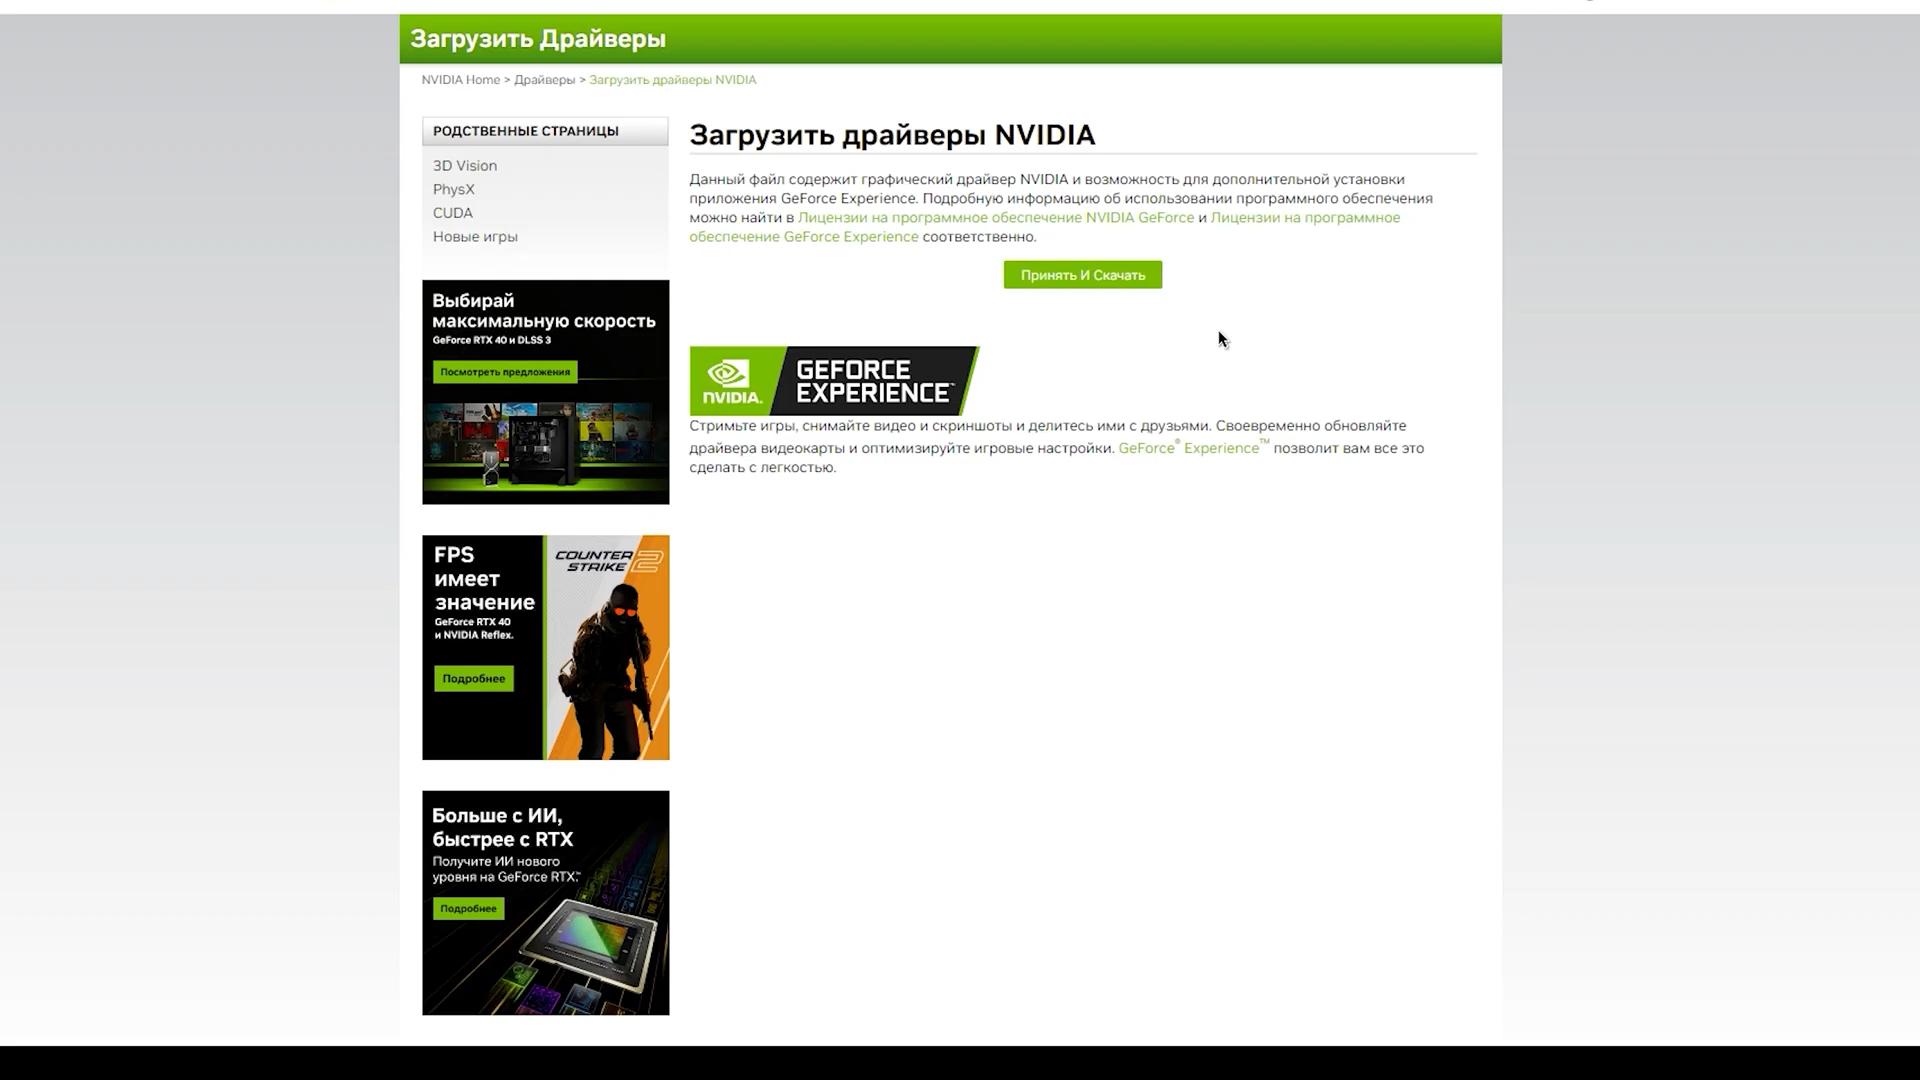 Загрузить Драйверы
NVIDIA Home > Драйверы > Загрузить драйверы NVIDIA
РОДСТВЕННЫЕ СТРАНИЦЫ
3D Vision
PhysX
CUDA
Новые игры
Выбирай
максимальную скорость
GeForce RTX 40 и DLSS 3
Посмотреть предложения
FPS
имеет
значение
GeForce RTX 40
и NVIDIA Reflex.
Подробнее
COUNTER
STRIKE 2
Больше с ИИ,
быстрее с RTX
Получите ИИ нового
уровня на GeForce RTX.™
Подробнее
Загрузить драйверы NVIDIA
Данный файл содержит графический драйвер NVIDIA и возможность для дополнительной установки
приложения GeForce Experience. Подробную информацию об использовании программного обеспечения
можно найти в Лицензии на программное обеспечение NVIDIA GeForce и Лицензии на программное
обеспечение GeForce Experience соответственно.
Принять И Скачать
NVIDIA.
GEFORCE
EXPERIENCE™
Стримьте игры, снимайте видео и скриншоты и делитесь ими с друзьями. Своевременно обновляйте
драйвера видеокарты и оптимизируйте игровые настройки. GeForce® Experience™ позволит вам все это
сделать с легкостью.